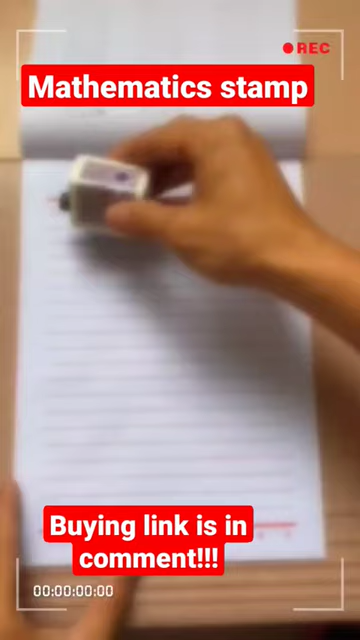 REC
Mathematics stamp
Buying link is in
comment!!!
00:00:00:00